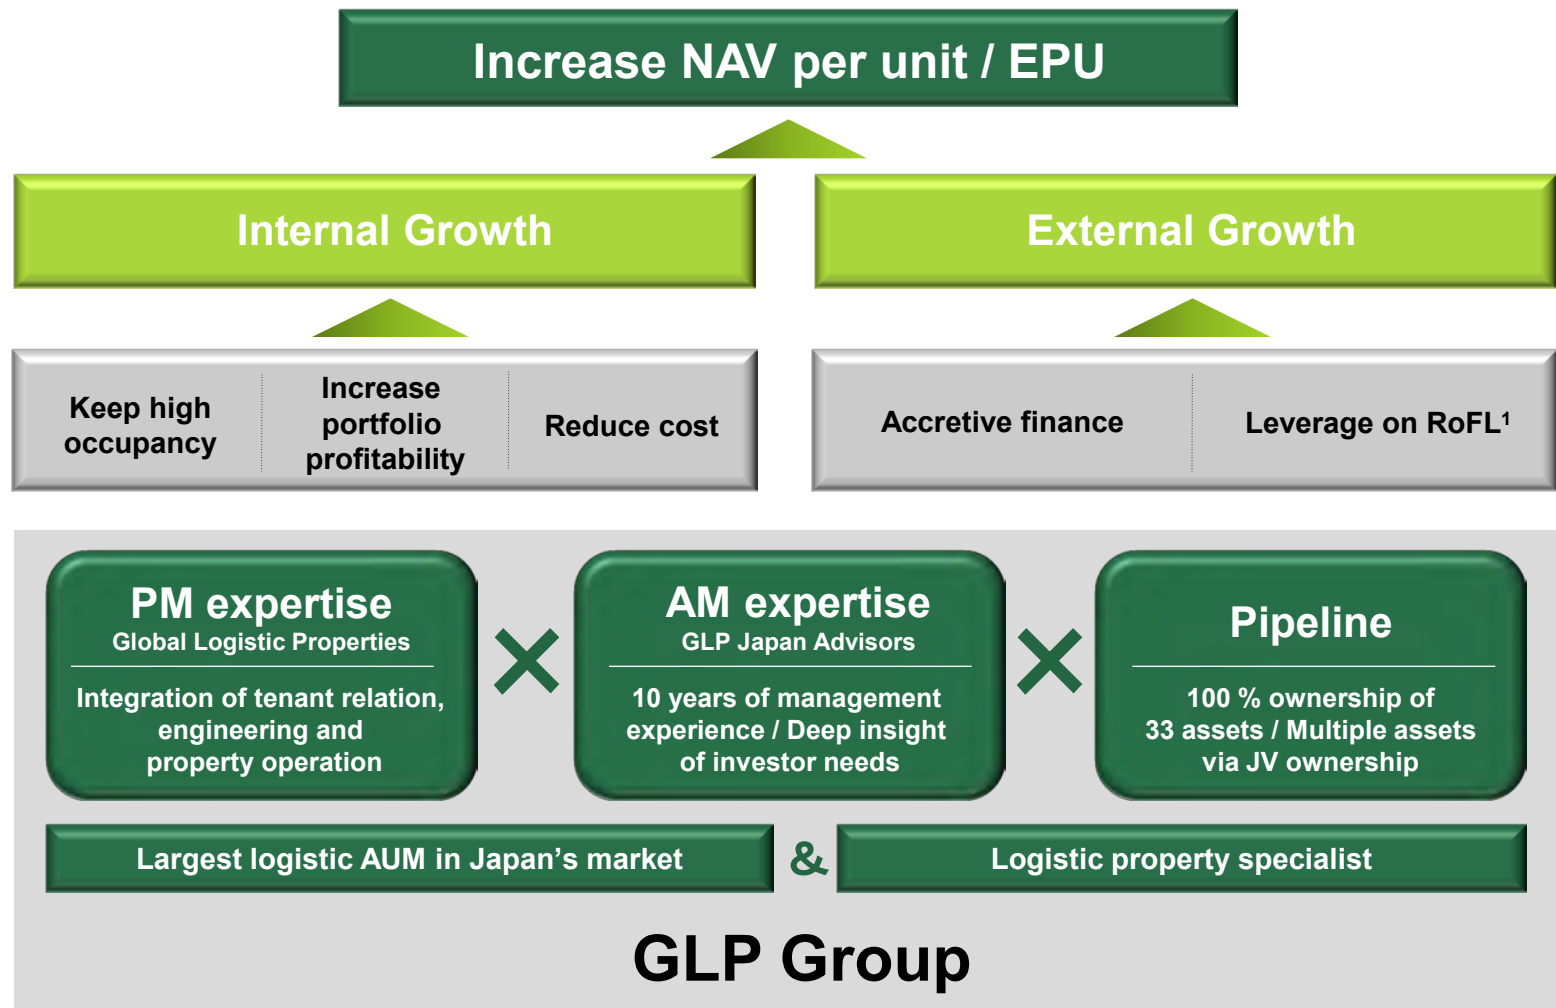 Increase NAV per unit / EPU
Internal Growth
External Growth
Keep high
occupancy
Increase
portfolio
profitability
Reduce cost
Accretive finance
Leverage on RoFL¹
PM expertise
Global Logistic Properties
Integration of tenant relation,
engineering and
property operation
AM expertise
GLP Japan Advisors
10 years of management
experience / Deep insight
of investor needs
Pipeline
100 % ownership of
33 assets / Multiple assets
via JV ownership
Largest logistic AUM in Japan’s market
&
Logistic property specialist
GLP Group